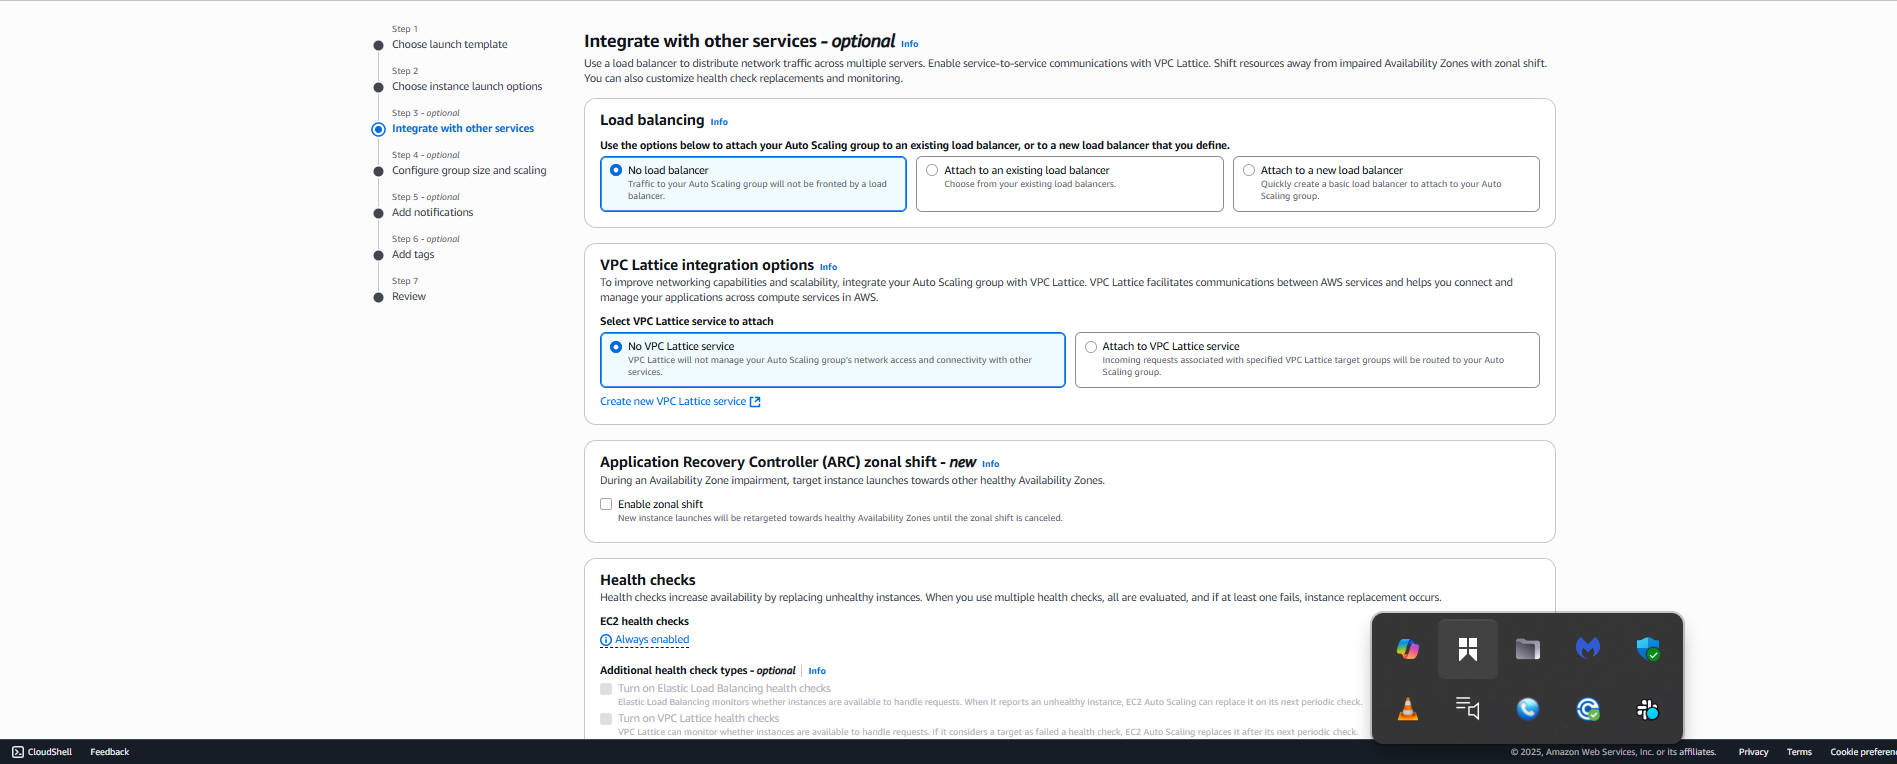 Step 1
Choose launch template
Step 2
Choose instance launch options
Step 3 - optional
Integrate with other services
Step 4 - optional
Configure group size and scaling
Step 5 - optional
Add notifications
Step 6 - optional
Add tags
Step 7
Review
Integrate with other services - optional Info
Use a load balancer to distribute network traffic across multiple servers. Enable service-to-service communications with VPC Lattice. Shift resources away from impaired Availability Zones with zonal shift.
You can also customize health check replacements and monitoring.
Load balancing Info
Use the options below to attach your Auto Scaling group to an existing load balancer, or to a new load balancer that you define.
No load balancer
Traffic to your Auto Scaling group will not be fronted by a load
balancer.
Attach to an existing load balancer
Choose from your existing load balancers.
Attach to a new load balancer
Quickly create a basic load balancer to attach to your Auto
Scaling group.
VPC Lattice integration options Info
To improve networking capabilities and scalability, integrate your Auto Scaling group with VPC Lattice. VPC Lattice facilitates communications between AWS services and helps you connect and
manage your applications across compute services in AWS.
Select VPC Lattice service to attach
No VPC Lattice service
VPC Lattice will not manage your Auto Scaling group's network access and connectivity with other
services.
Attach to VPC Lattice service
Incoming requests associated with specified VPC Lattice target groups will be routed to your Auto
Scaling group.
Create new VPC Lattice service
Application Recovery Controller (ARC) zonal shift - new Info
During an Availability Zone impairment, target instance launches towards other healthy Availability Zones.
Enable zonal shift
New instance launches will be retargeted towards healthy Availability Zones until the zonal shift is canceled.
Health checks
Health checks increase availability by replacing unhealthy instances. When you use multiple health checks, all are evaluated, and if at least one fails, instance replacement occurs.
EC2 health checks
Always enabled
Additional health check types - optional Info
Turn on Elastic Load Balancing health checks
Elastic Load Balancing monitors whether instances are available to handle requests. When it reports an unhealthy instance, EC2 Auto Scaling can replace it on its next periodic check.
Turn on VPC Lattice health checks
VPC Lattice can monitor whether instances are available to handle requests. If it considers a target as failed a health check, EC2 Auto Scaling replaces it after its next periodic check.
CloudShell Feedback
© 2025, Amazon Web Services, Inc. or its affiliates. Privacy Terms Cookie preferen